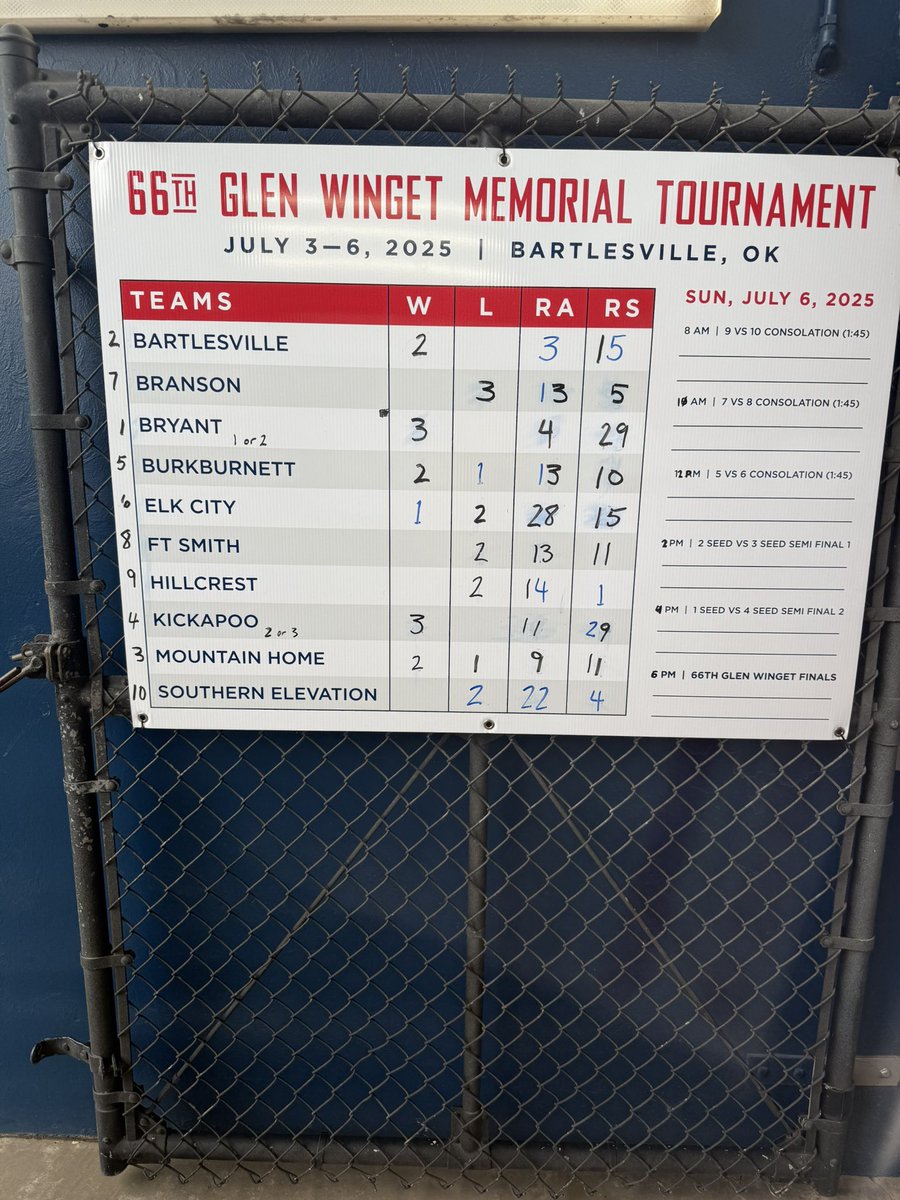 66TH GLEN WINGET MEMORIAL TOURNAMENT
JULY 3–6, 2025 | BARTLESVILLE, OK
TEAMS W L RA RS
2 BARTLESVILLE 2 3 15
7 BRANSON 3 13 5
1 BRYANT 1 or 2 3 4 29
5 BURKBURNETT 2 1 13 10
6 ELK CITY 1 2 28 15
8 FT SMITH 2 13 11
9 HILLCREST 2 14 1
4 KICKAPOO 2 or 3 3 11 29
3 MOUNTAIN HOME 2 1 9 11
10 SOUTHERN ELEVATION 2 22 4
SUN, JULY 6, 2025
8 AM | 9 VS 10 CONSOLATION (1:45)
10 AM | 7 VS 8 CONSOLATION (1:45)
12 PM | 5 VS 6 CONSOLATION (1:45)
2 PM | 2 SEED VS 3 SEED SEMI FINAL 1
4 PM | 1 SEED VS 4 SEED SEMI FINAL 2
6 PM | 66TH GLEN WINGET FINALS